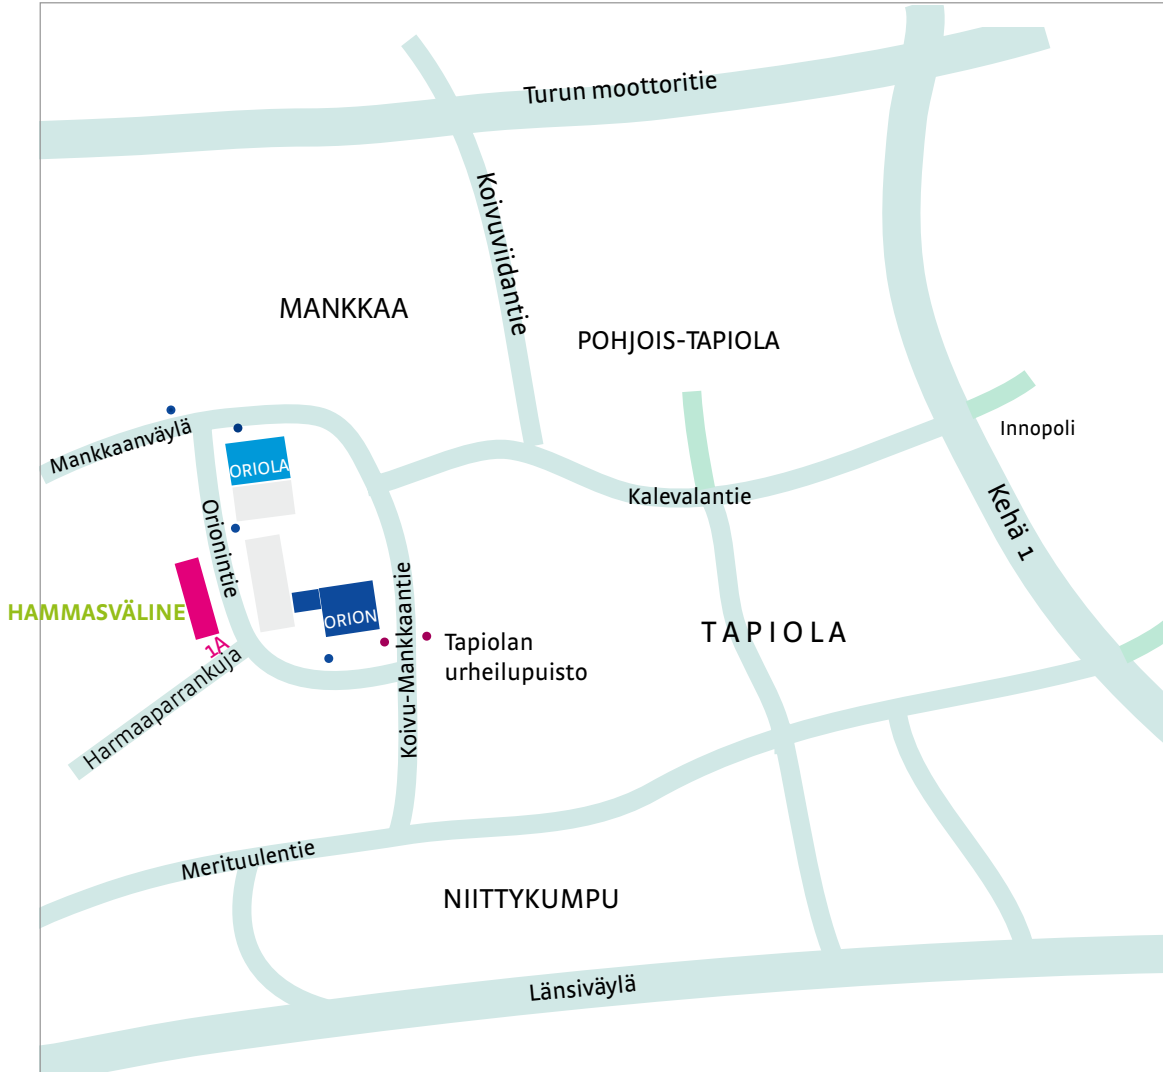 Turun moottoritie
Koivuviidantie
MANKKAA
POHJOIS-TAPIOLA
Mankkaanväylä
Innopoli
ORIOLA
Kalevalantie
Kehä 1
Orionintie
HAMMASVÄLINE
ORION
1A
Koivu-Mankkaantie
Tapiolan
urheilupuisto
TAPIOLA
Harmaaparrankuja
Merituulentie
NIITTYKUMPU
Länsiväylä